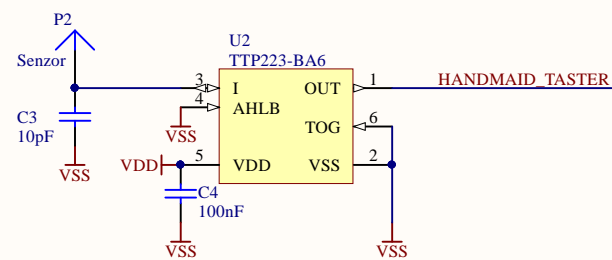 P2
Senzor
U2
TTP223-BA6
3
I
OUT
1
HANDMAID_TASTER
4
AHLB
TOG
6
C3
10pF
VSS
VDD
5
VDD
VSS
2
VSS
C4
100nF
VSS
VSS